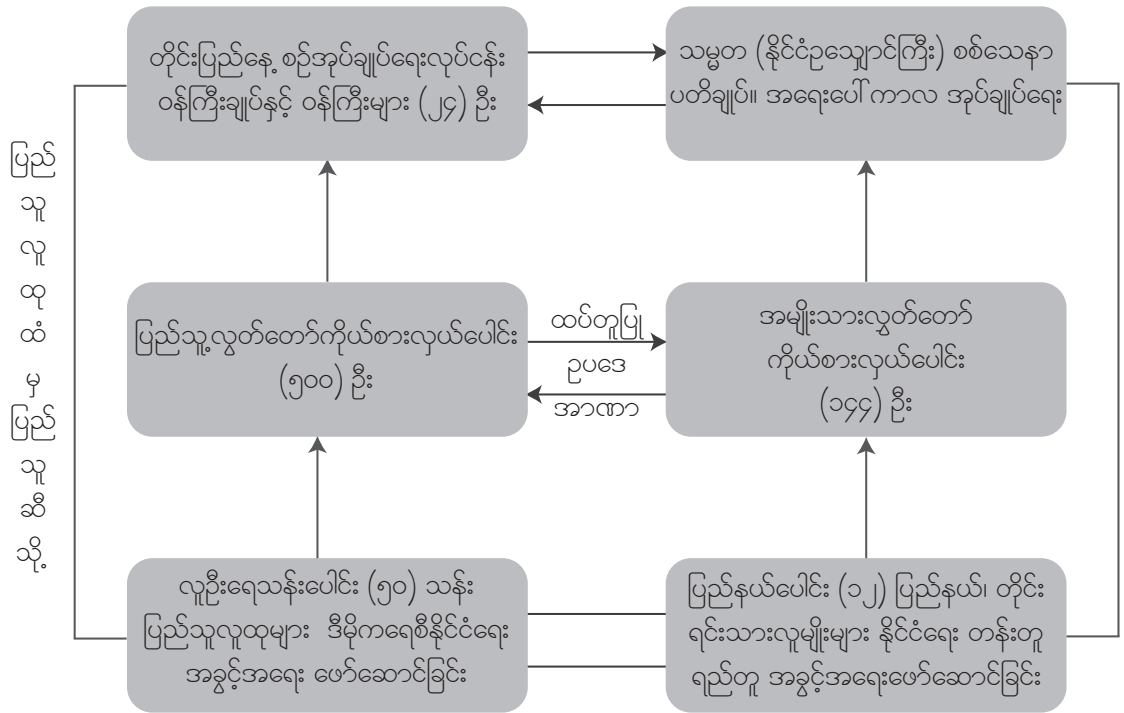 တိုင်းပြည်နေ့ စဉ်အုပ်ချုပ်ရေးလုပ်ငန်း
ဝန်ကြီးချုပ်နှင့် ဝန်ကြီးများ (၂၄) ဦး
သမ္မတ (နိုင်ငံဥသျှောင်ကြီး) စစ်သေနာ
ပတိချုပ်။ အရေးပေါ် ကာလ အုပ်ချုပ်ရေး
ပြည်
သူ
လူ
ထု
ထံ
မှ
ပြည်
သူ
ဆီ
သို့
ပြည်သူ့လွတ်တော်ကိုယ်စားလှယ်ပေါင်း
(၅၀၀) ဦး
ထပ်တူပြု
ဥပဒေ
အာဏာ
အမျိုးသားလွှတ်တော်
ကိုယ်စားလှယ်ပေါင်း
(၁၄၄) ဦး
လူဦးရေသန်းပေါင်း (၅၀) သန်း
ပြည်သူလူထုများ ဒီမိုကရေစီနိုင်ငံရေး
အခွင့်အရေး ဖော်ဆောင်ခြင်း
ပြည်နယ်ပေါင်း (၁၂) ပြည်နယ်၊ တိုင်း
ရင်းသားလူမျိုးများ နိုင်ငံရေး တန်းတူ
ရည်တူ အခွင့်အရေးဖော်ဆောင်ခြင်း